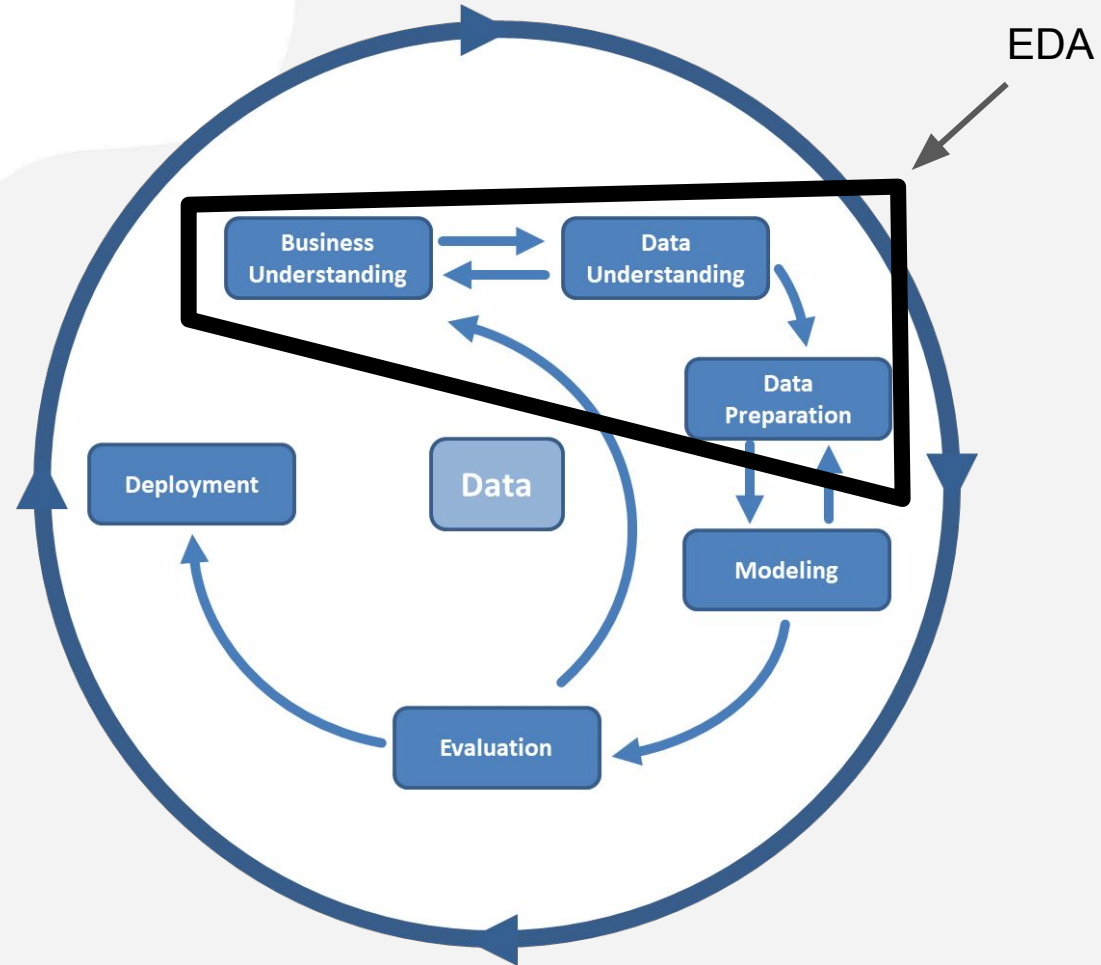 EDA
Business
Understanding
Data
Understanding
Data
Preparation
Deployment
Data
Modeling
Evaluation